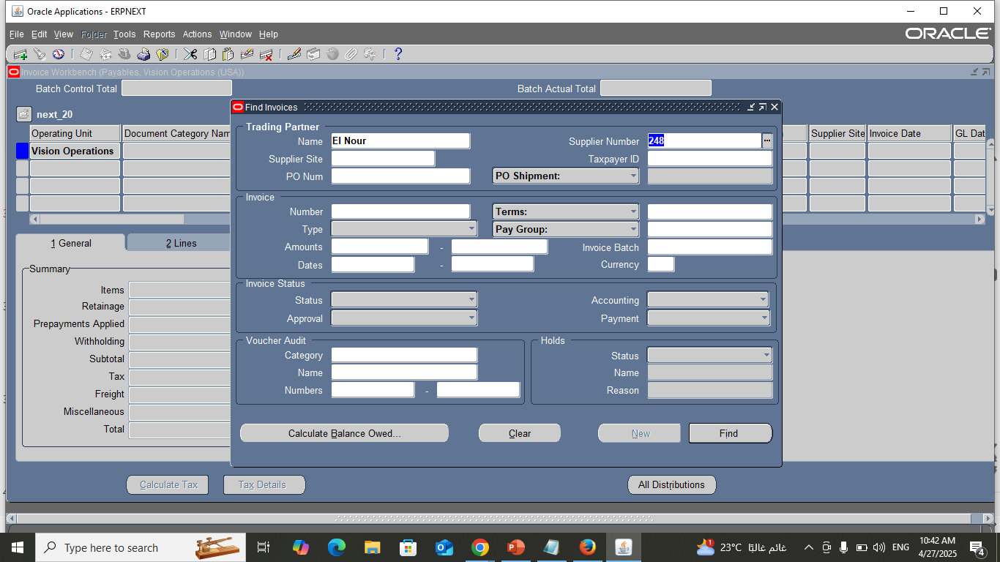 Oracle Applications - ERPNEXT
File Edit View Folder Tools Reports Actions Window Help
ORACLE
Invoice Workbench (Payables, Vision Operations (USA))
Batch Control Total
Batch Actual Total
Find Invoices
next_20
Operating Unit
Document Category Nam
Supplier Site
Invoice Date
GL Dat
Vision Operations
Trading Partner
Name El Nour
Supplier Number 248
Supplier Site
Taxpayer ID
PO Num
PO Shipment:
Invoice
Number
Terms:
Type
Pay Group:
Amounts -
Invoice Batch
Dates -
Currency
Invoice Status
Status
Accounting
Approval
Payment
Voucher Audit
Category
Name
Numbers -
Holds
Status
Name
Reason
Calculate Balance Owed...
Clear
New
Find
1 General
2 Lines
Summary
Items
Retainage
Prepayments Applied
Withholding
Subtotal
Tax
Freight
Miscellaneous
Total
Calculate Tax
Tax Details
All Distributions
Type here to search
1
23°C غائم غالبًا
ENG
10:42 AM
4/27/2025
4